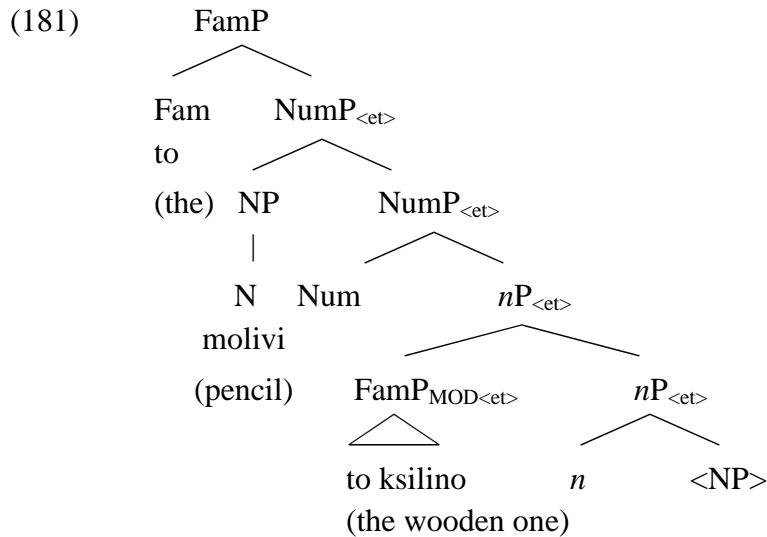 (181) FamP
Fam NumP<et>
to
(the) NP NumP<et>
N Num nP<et>
molivi
(pencil) FamPMOD<et> nP<et>
to ksilino n <NP>
(the wooden one)